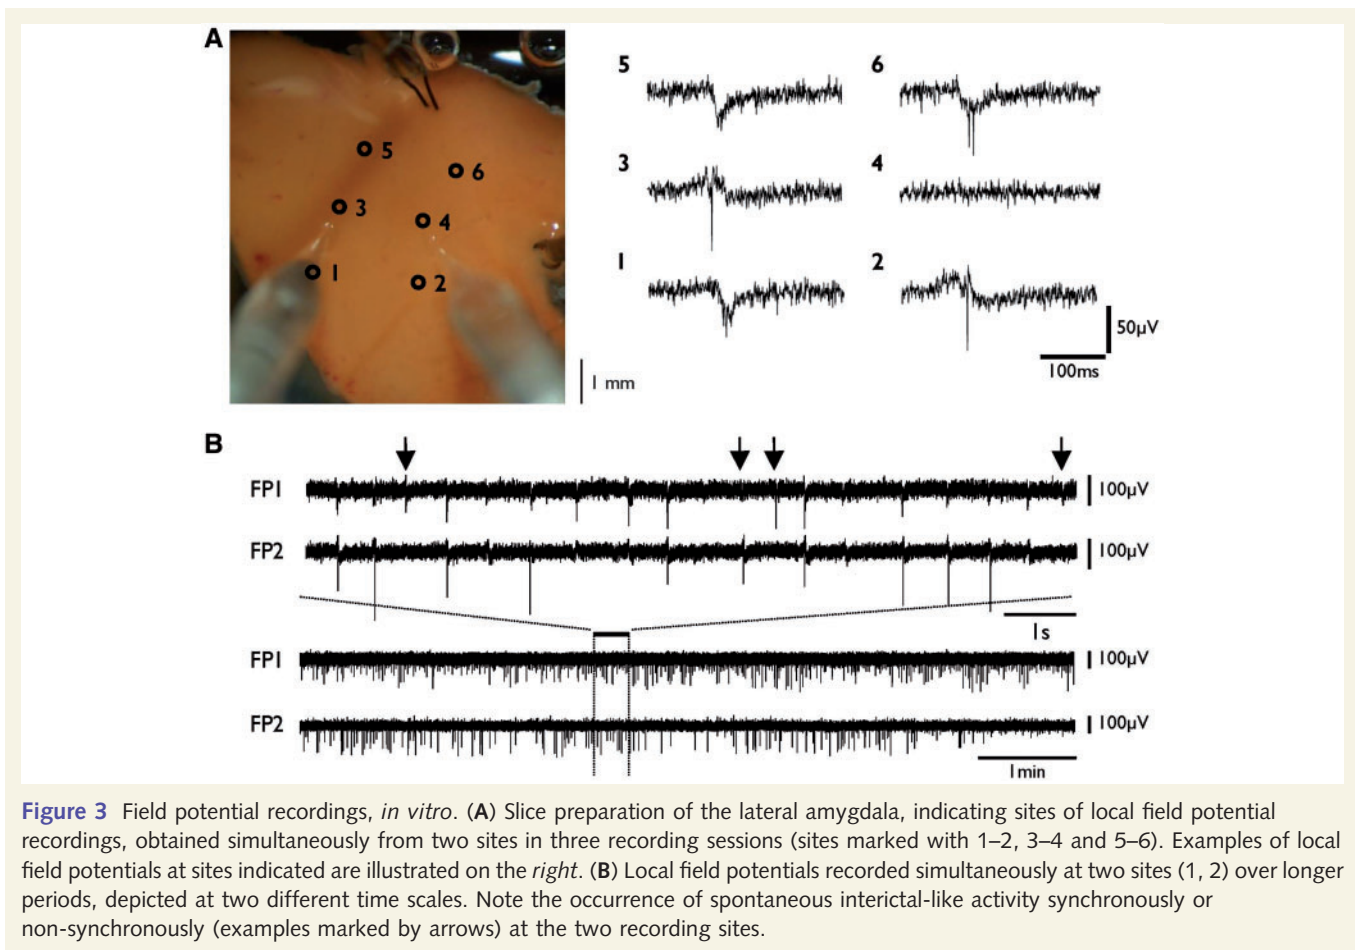 A
5
6
3
4
1
2
1 mm
5
6
3
4
1
2
50μV
100ms
B
FP1
100μV
FP2
100μV
1s
FP1
100μV
FP2
100μV
1min
Figure 3 Field potential recordings, in vitro. (A) Slice preparation of the lateral amygdala, indicating sites of local field potential
recordings, obtained simultaneously from two sites in three recording sessions (sites marked with 1–2, 3–4 and 5–6). Examples of local
field potentials at sites indicated are illustrated on the right. (B) Local field potentials recorded simultaneously at two sites (1, 2) over longer
periods, depicted at two different time scales. Note the occurrence of spontaneous interictal-like activity synchronously or
non-synchronously (examples marked by arrows) at the two recording sites.